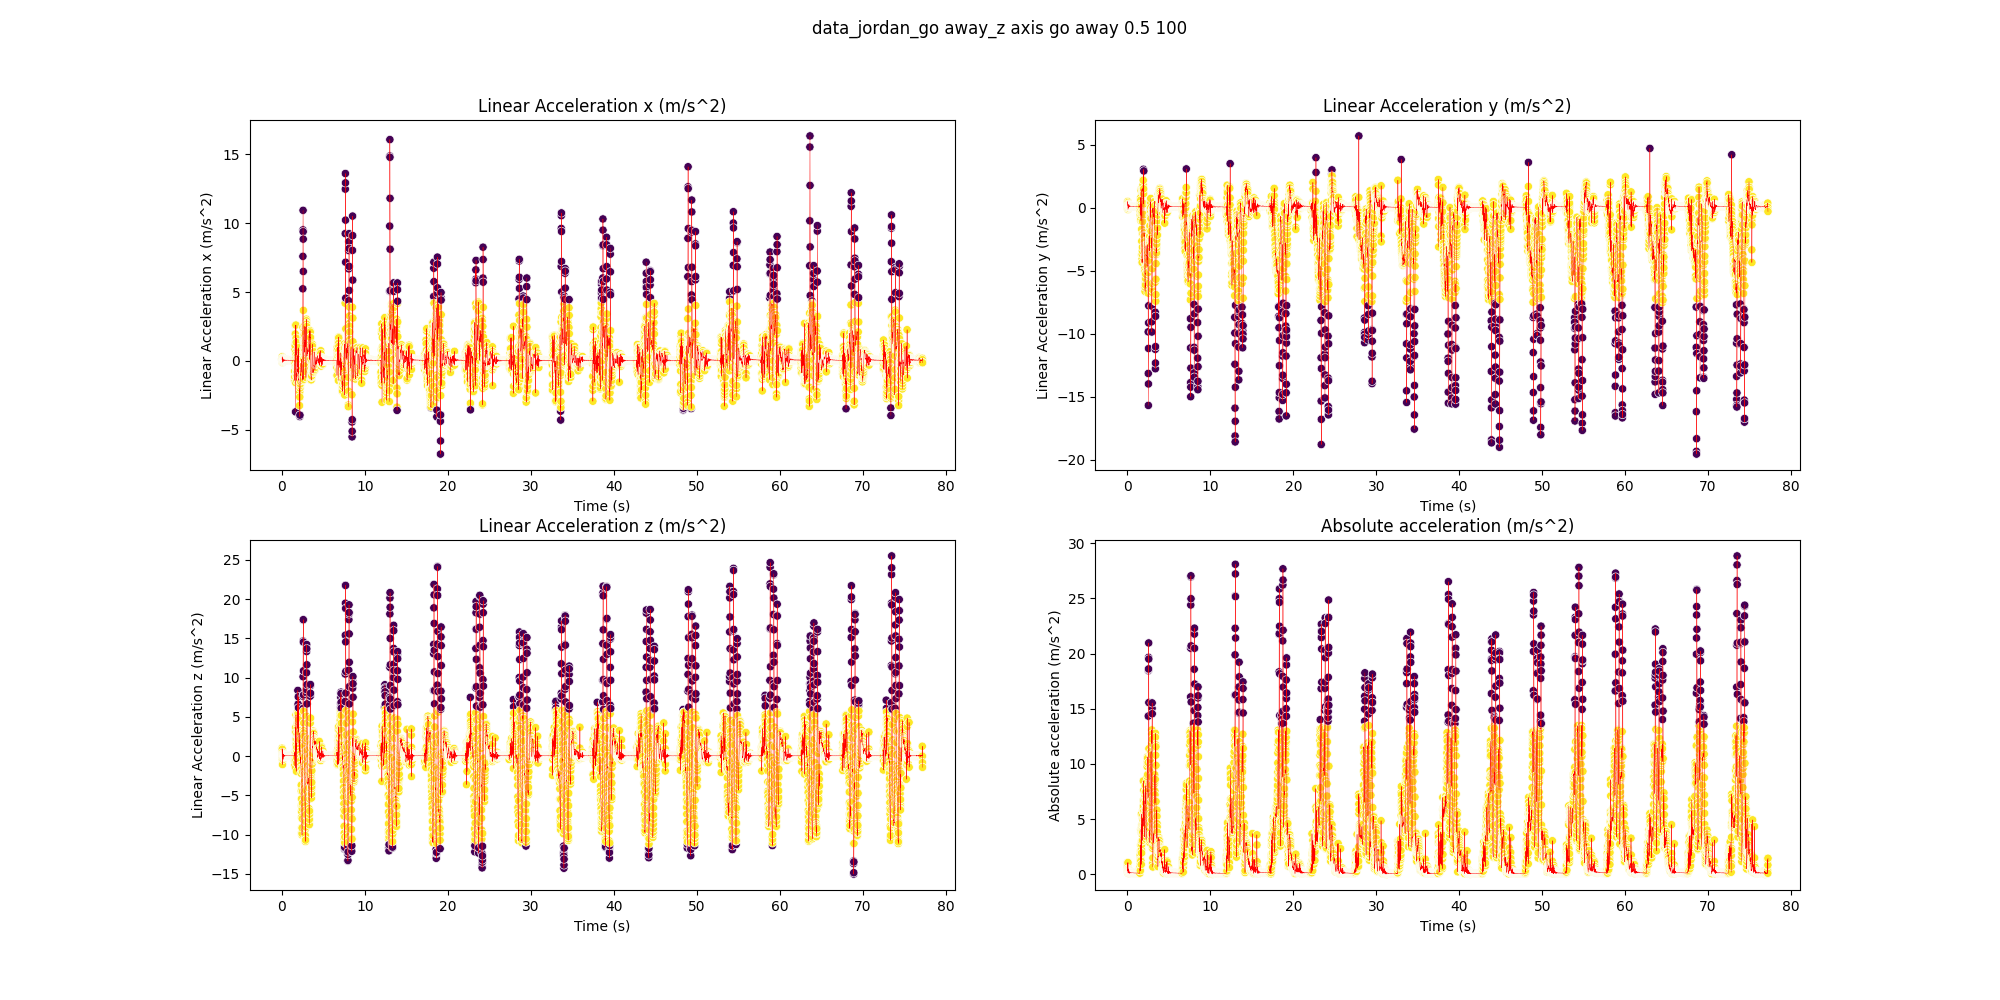 data_jordan_go away_z axis go away 0.5 100
Linear Acceleration x (m/s^2)
Linear Acceleration x (m/s^2)
15
10
5
0
−5
0 10 20 30 40 50 60 70 80
Time (s)
Linear Acceleration y (m/s^2)
Linear Acceleration y (m/s^2)
5
0
−5
−10
−15
−20
0 10 20 30 40 50 60 70 80
Time (s)
Linear Acceleration z (m/s^2)
Linear Acceleration z (m/s^2)
25
20
15
10
5
0
−5
−10
−15
0 10 20 30 40 50 60 70 80
Time (s)
Absolute acceleration (m/s^2)
Absolute acceleration (m/s^2)
30
25
20
15
10
5
0
0 10 20 30 40 50 60 70 80
Time (s)